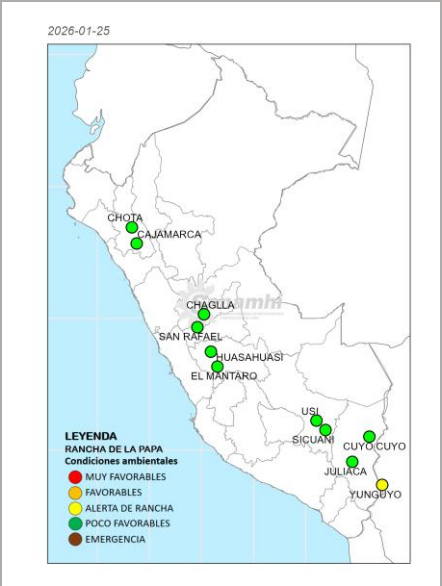 2026-01-25
CHOTA
CAJAMARCA
CHAGLLA
SAN RAFAEL
HUASAHUASI
EL MANTARO
USI
SICUANI
CUYO CUYO
JULIACA
YUNGUYO
LEYENDA
RANCHA DE LA PAPA
Condiciones ambientales
MUY FAVORABLES
FAVORABLES
ALERTA DE RANCHA
POCO FAVORABLES
EMERGENCIA